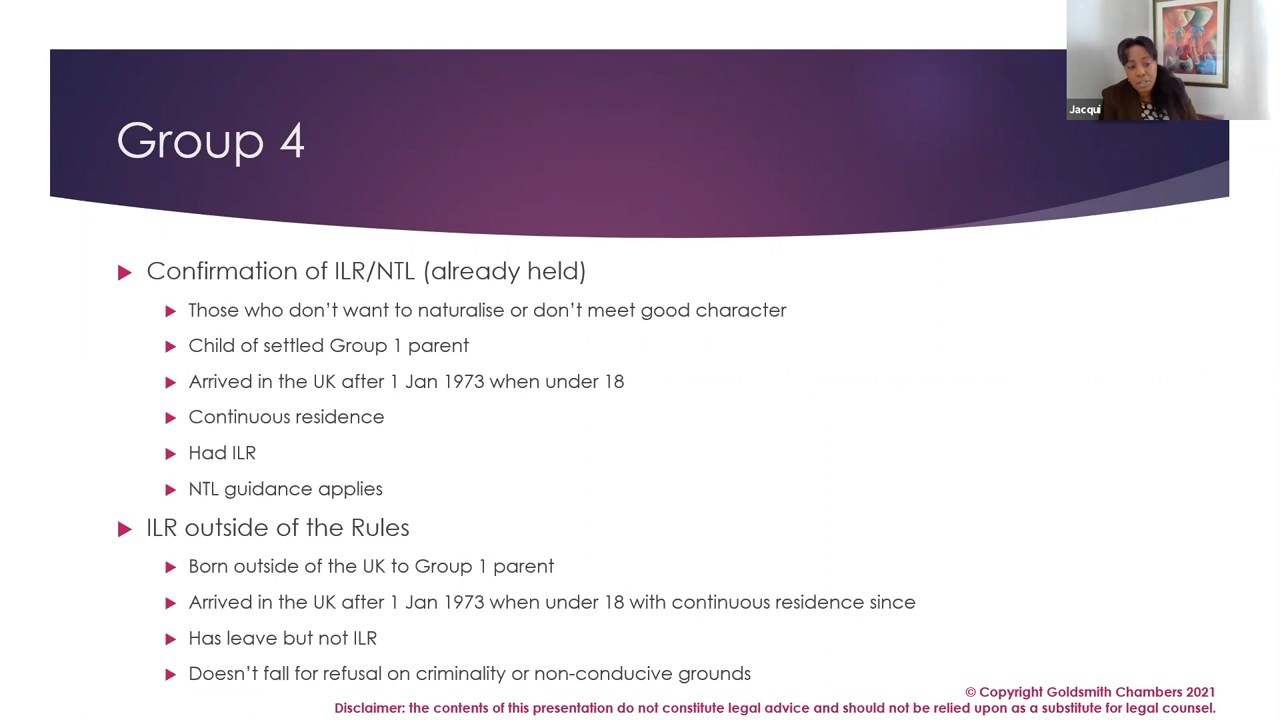 Jacqui
Group 4
Confirmation of ILR/NTL (already held)
Those who don't want to naturalise or don't meet good character
Child of settled Group 1 parent
Arrived in the UK after 1 Jan 1973 when under 18
Continuous residence
Had ILR
NTL guidance applies
ILR outside of the Rules
Born outside of the UK to Group 1 parent
Arrived in the UK after 1 Jan 1973 when under 18 with continuous residence since
Has leave but not ILR
Doesn't fall for refusal on criminality or non-conducive grounds
© Copyright Goldsmith Chambers 2021
Disclaimer: the contents of this presentation do not constitute legal advice and should not be relied upon as a substitute for legal counsel.